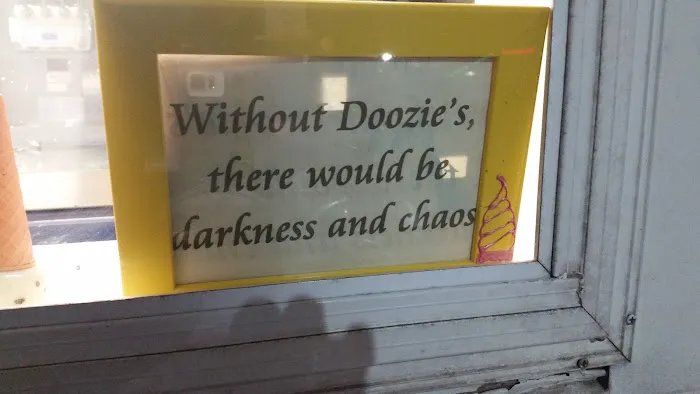 Without Doozie's,
there would be
darkness and chaos